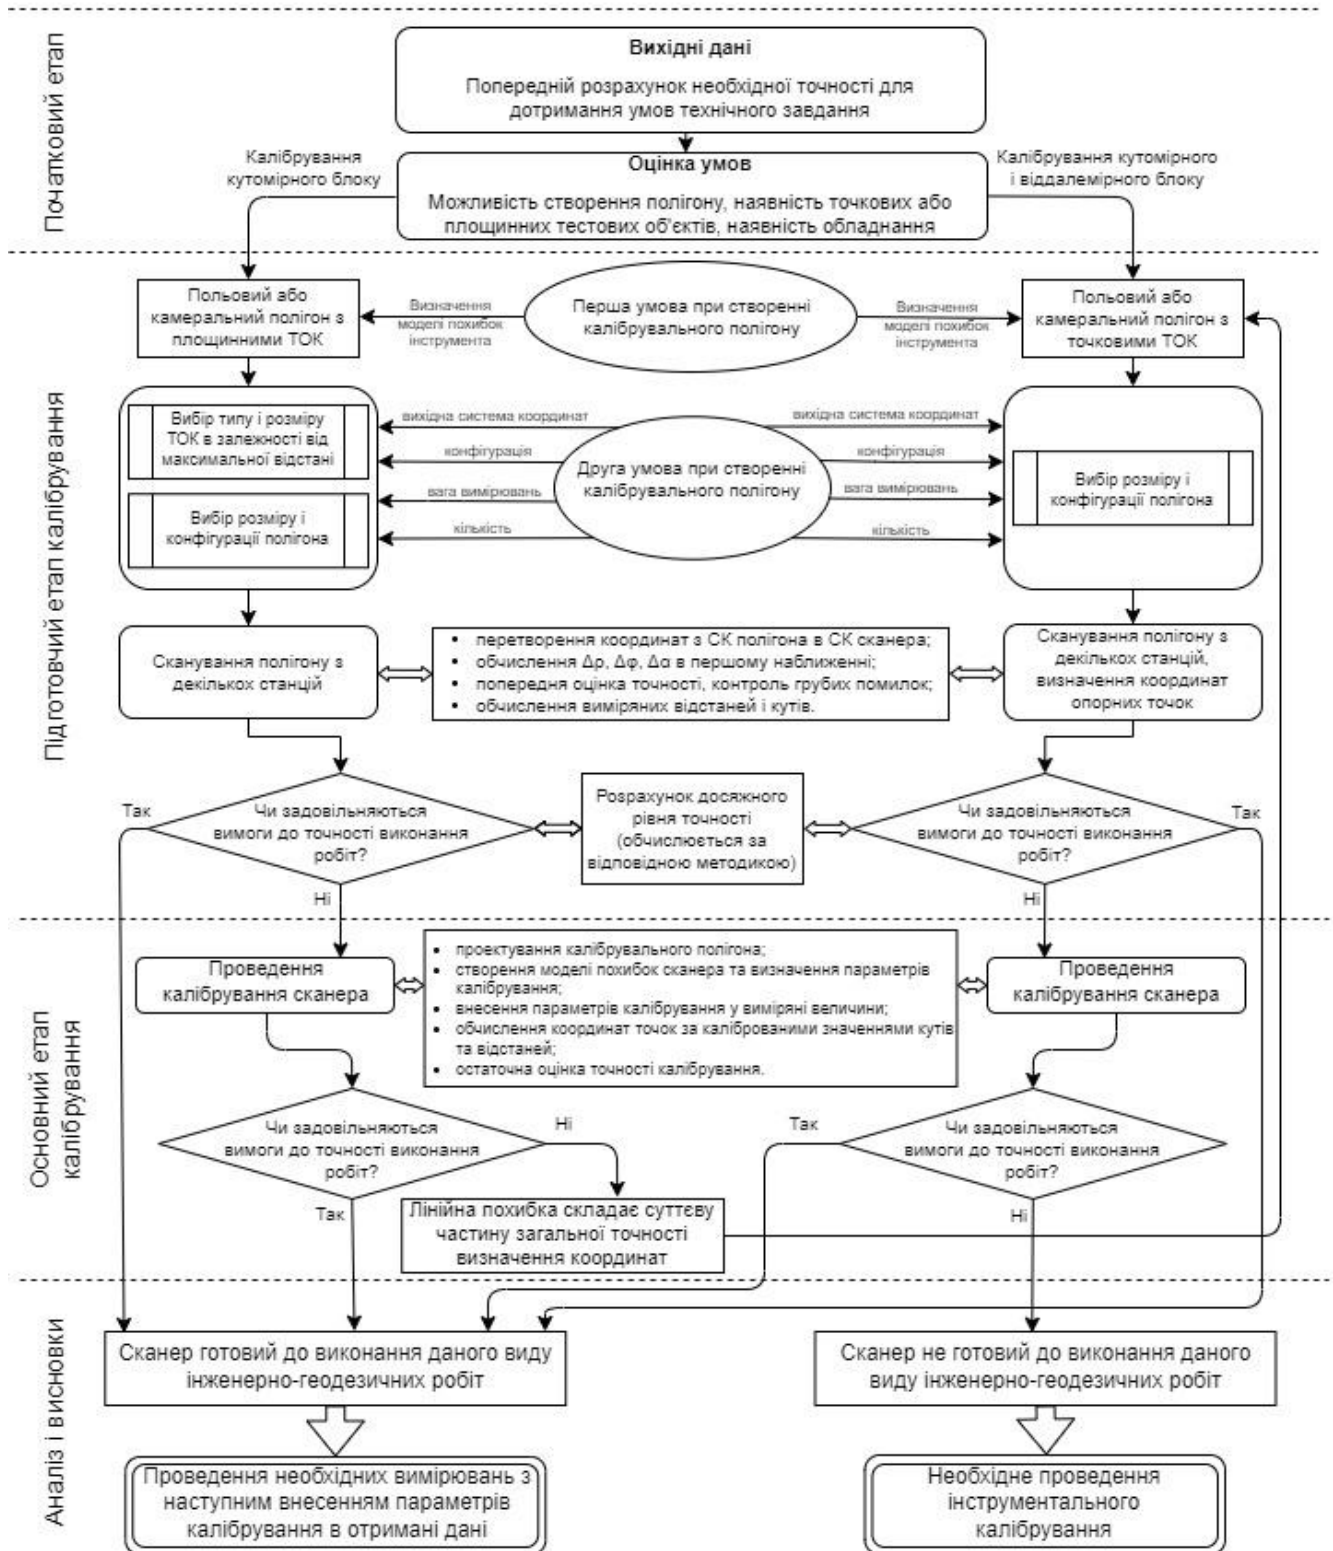 Початковий етап
Вихідні дані
Попередній розрахунок необхідної точності для
дотримання умов технічного завдання
Калібрування
кутомірного блоку
Оцінка умов
Можливість створення полігону, наявність точкових або
площинних тестових об'єктів, наявність обладнання
Калібрування кутомірного
і віддалемірного блоку
Підготовчий етап калібрування
Польовий або
камеральний полігон з
площинними ТОК
Визначення
моделі похибок
інструмента
Перша умова при створенні
калібрувального полігону
Визначення
моделі похибок
інструмента
Польовий або
камеральний полігон з
точковими ТОК
Вибір типу і розміру
ТОК в залежності від
максимальної відстані
Вибір розміру і
конфігурації полігона
вихідна система координат
конфігурація
вага вимірювань
кількість
Друга умова при створенні
калібрувального полігону
вихідна система координат
конфігурація
вага вимірювань
кількість
Вибір розміру і
конфігурації полігона
Сканування полігону з
декількох станцій
• перетворення координат з СК полігона в СК сканера;
• обчислення Δρ, Δφ, Δα в першому наближенні;
• попередня оцінка точності, контроль грубих помилок;
• обчислення виміряних відстаней і кутів.
Сканування полігону з
декількох станцій,
визначення координат
опорних точок
Так
Чи задовільняються
вимоги до точності виконання
робіт?
Ні
Розрахунок досяжного
рівня точності
(обчислюється за
відповідною методикою)
Чи задовільняються
вимоги до точності виконання
робіт?
Так
Ні
Основний етап
калібрування
Проведення
калібрування сканера
• проектування калібрувального полігона;
• створення моделі похибок сканера та визначення параметрів
калібрування;
• внесення параметрів калібрування у виміряні величини;
• обчислення координат точок за каліброваними значеннями кутів
та відстаней;
• остаточна оцінка точності калібрування.
Проведення
калібрування сканера
Чи задовільняються
вимоги до точності виконання
робіт?
Ні
Так
Так
Чи задовільняються
вимоги до точності виконання
робіт?
Ні
Лінійна похибка складає суттєву
частину загальної точності
визначення координат
Аналіз і висновки
Сканер готовий до виконання даного виду
інженерно-геодезичних робіт
Сканер не готовий до виконання даного
виду інженерно-геодезичних робіт
Проведення необхідних вимірювань з
наступним внесенням параметрів
калібрування в отримані дані
Необхідне проведення
інструментального
калібрування